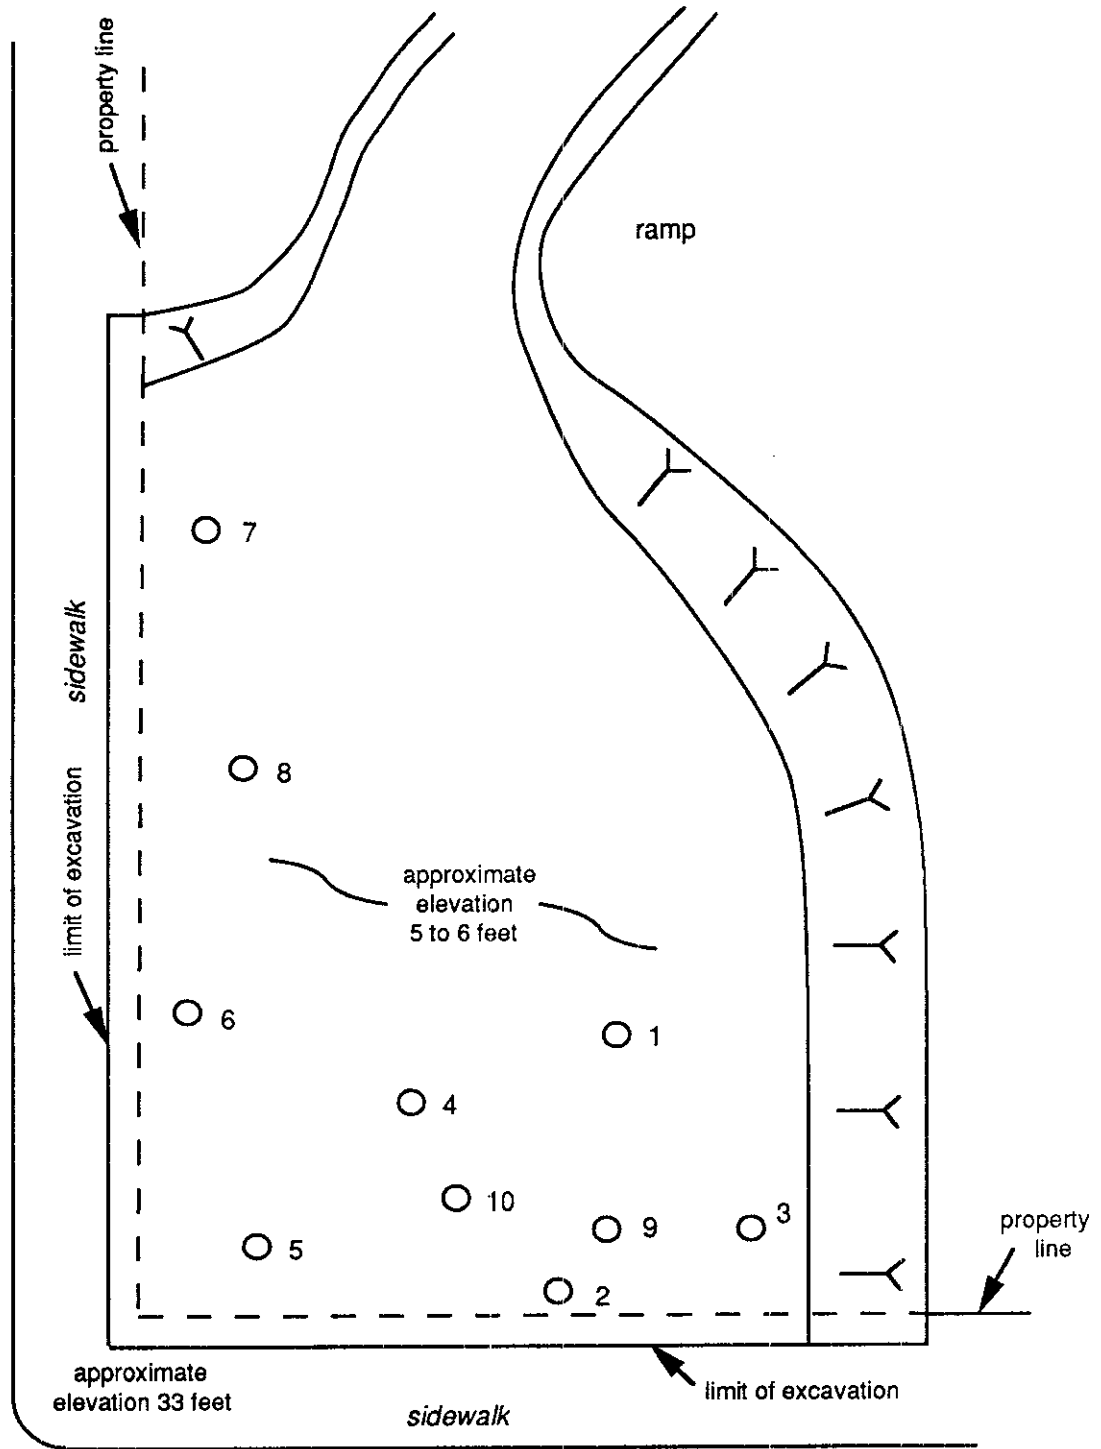 property line
ramp
7
sidewalk
8
limit of excavation
approximate
elevation
5 to 6 feet
6
1
4
10
9
3
5
2
property
line
approximate
elevation 33 feet
limit of excavation
sidewalk